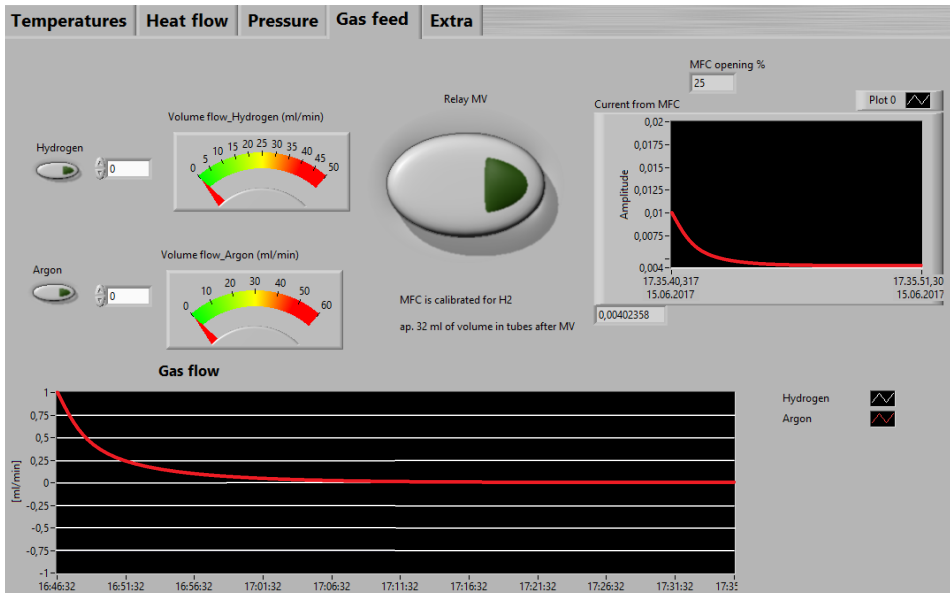 Temperatures Heat flow Pressure Gas feed Extra
MFC opening %
25
Relay MV
Current from MFC
Plot 0
Volume flow_Hydrogen (ml/min)
Hydrogen
0
0 5 10 15 20 25 30 35 40 45 50
0,02
0,0175
0,015
0,0125
0,01
0,0075
0,004
Amplitude
17.35.40,317
15.06.2017
17.35.51,30
15.06.2017
0,00402358
Volume flow_Argon (ml/min)
Argon
0
0 10 20 30 40 50 60
MFC is calibrated for H2
ap. 32 ml of volume in tubes after MV
Gas flow
[ml/min]
1
0,75
0,5
0,25
0
-0,25
-0,5
-0,75
-1
16:46:32 16:51:32 16:56:32 17:01:32 17:06:32 17:11:32 17:16:32 17:21:32 17:26:32 17:31:32 17:35
Hydrogen
Argon